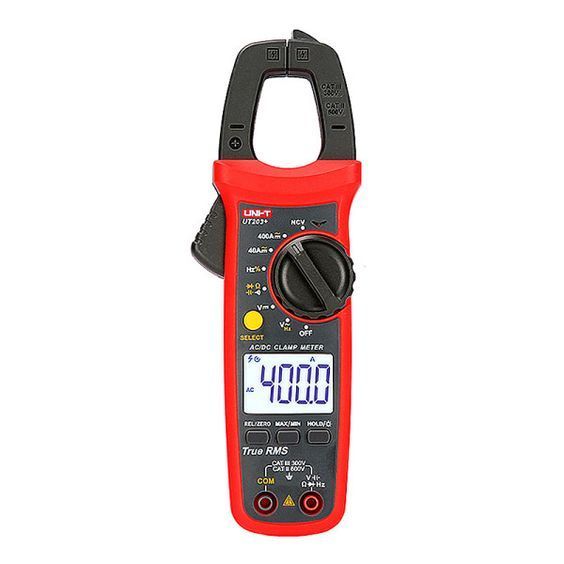 CAT III
300V
CAT II
600V
UNI-T
UT203+
NCV
400A
40A
Hz%
Ω
V
V~
Hz
OFF
SELECT
AC/DC CLAMP METER
A
AC
400.0
REL/ZERO MAX/MIN HOLD/
True RMS
CAT III 300V
CAT II 600V
COM
V
Ω Hz